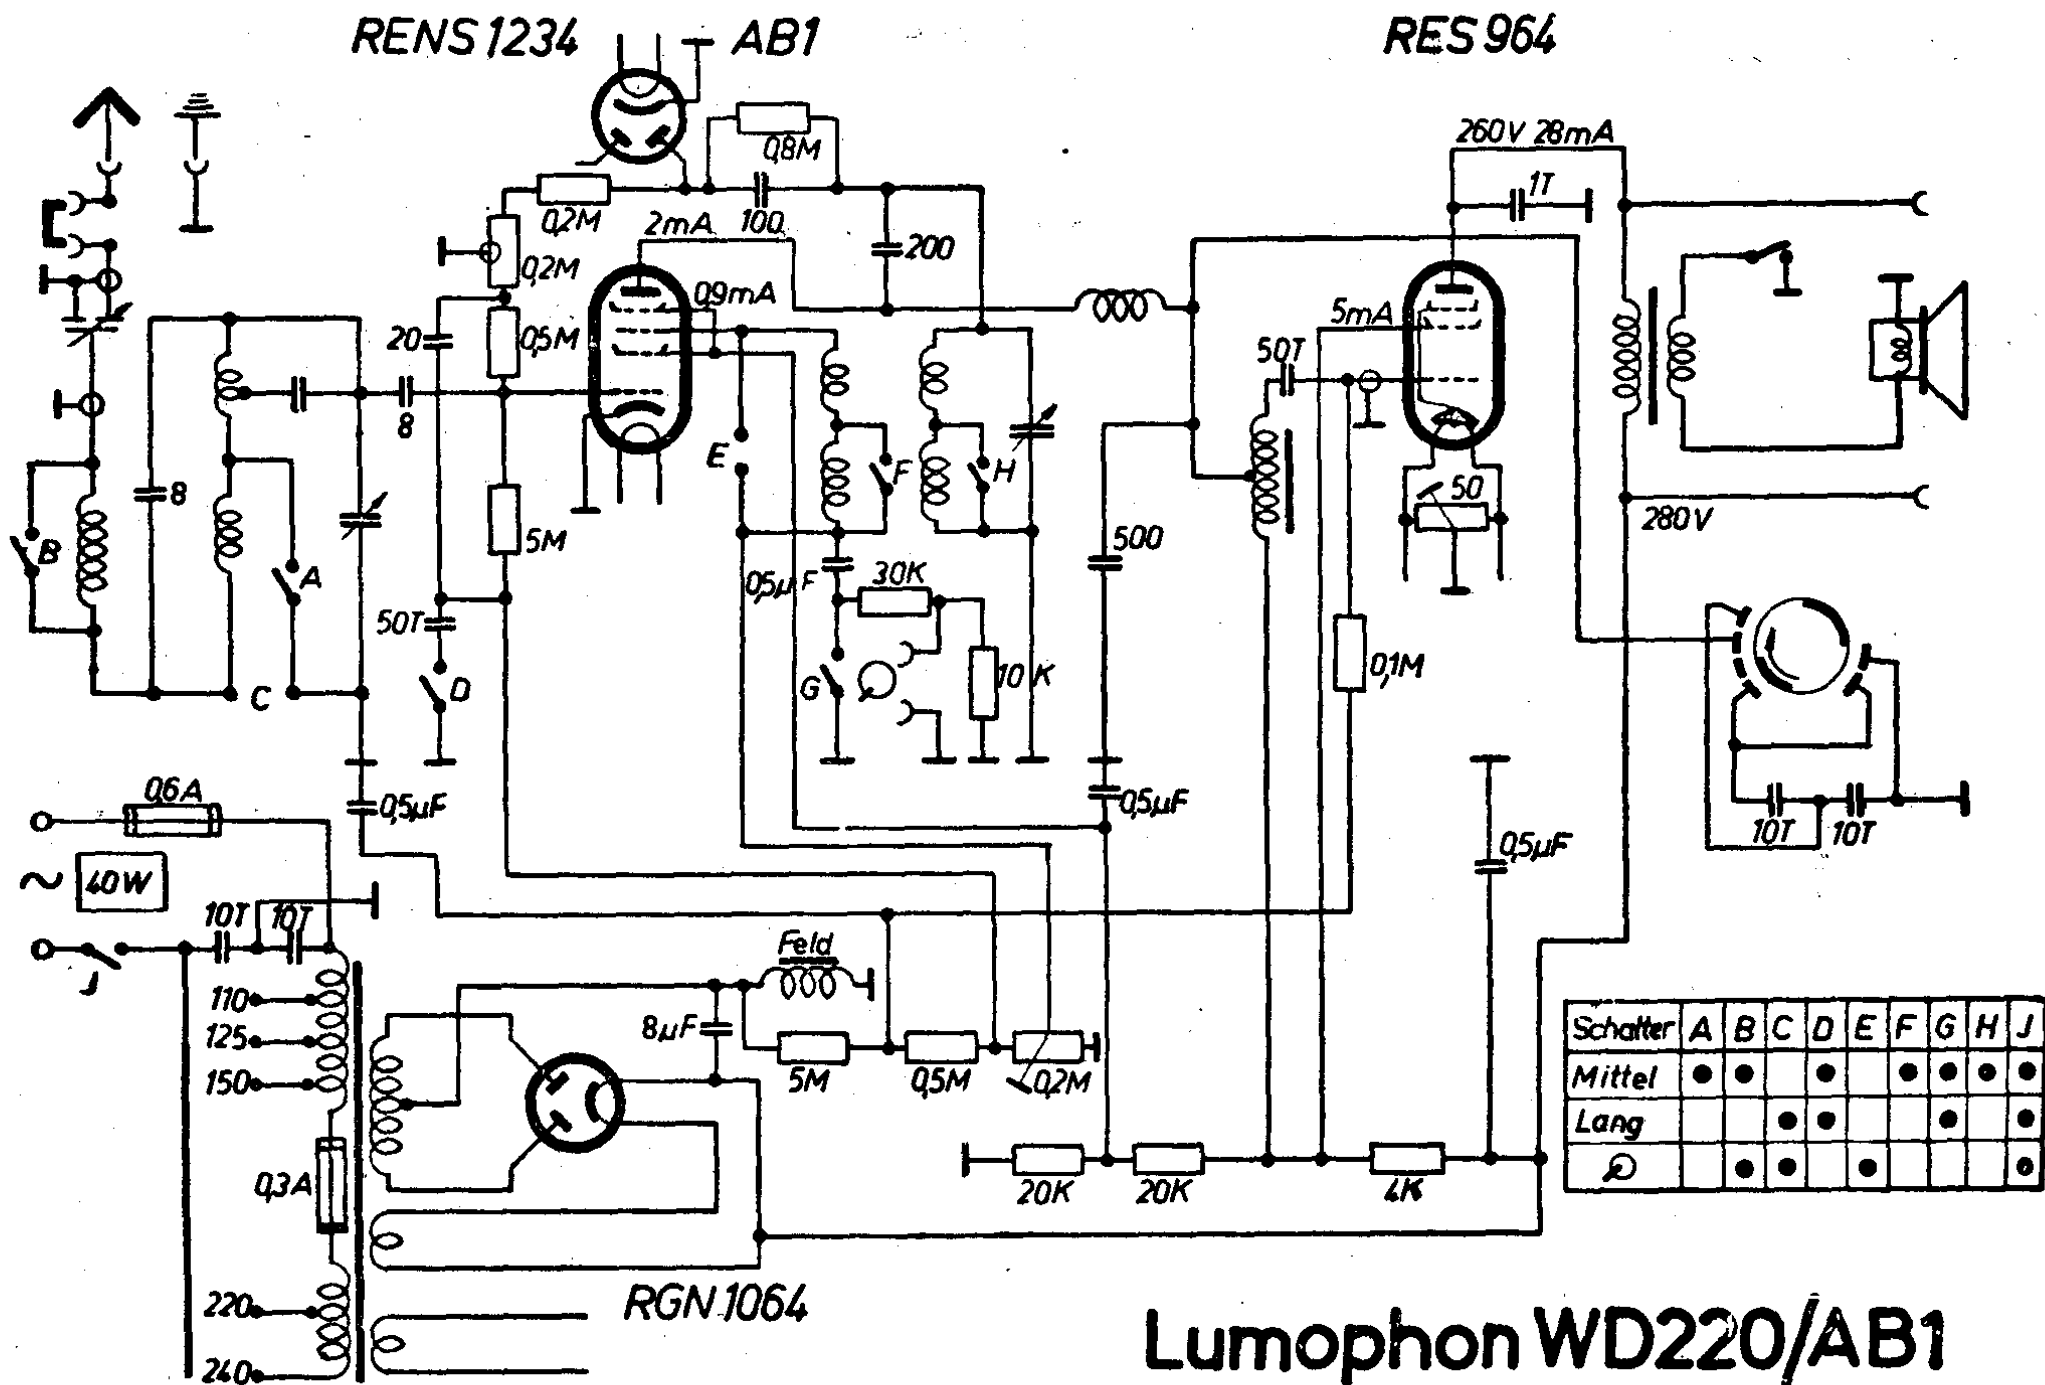 RENS 1234 AB1 RES 964
260V 28mA
0,8M
1T
0,2M 2mA 100
200
0,2M
0,9mA
5mA
20 0,5M
50T
8
E F H
50
8 5M 500 280V
B
A 0,5µF 30K
50T
0,1M
C D G 10K
0,6A
0,5µF 0,5µF
10T 10T
0,5µF
~ 40W
10T 10T
Feld
J
110
8µF
125
150
5M 0,5M 0,2M
0,3A
20K 20K 4K
Schalter A B C D E F G H J
Mittel ● ● ● ● ● ● ●
Lang ● ● ● ●
● ● ● ●
220
RGN 1064
240
Lumophon WD220/AB1